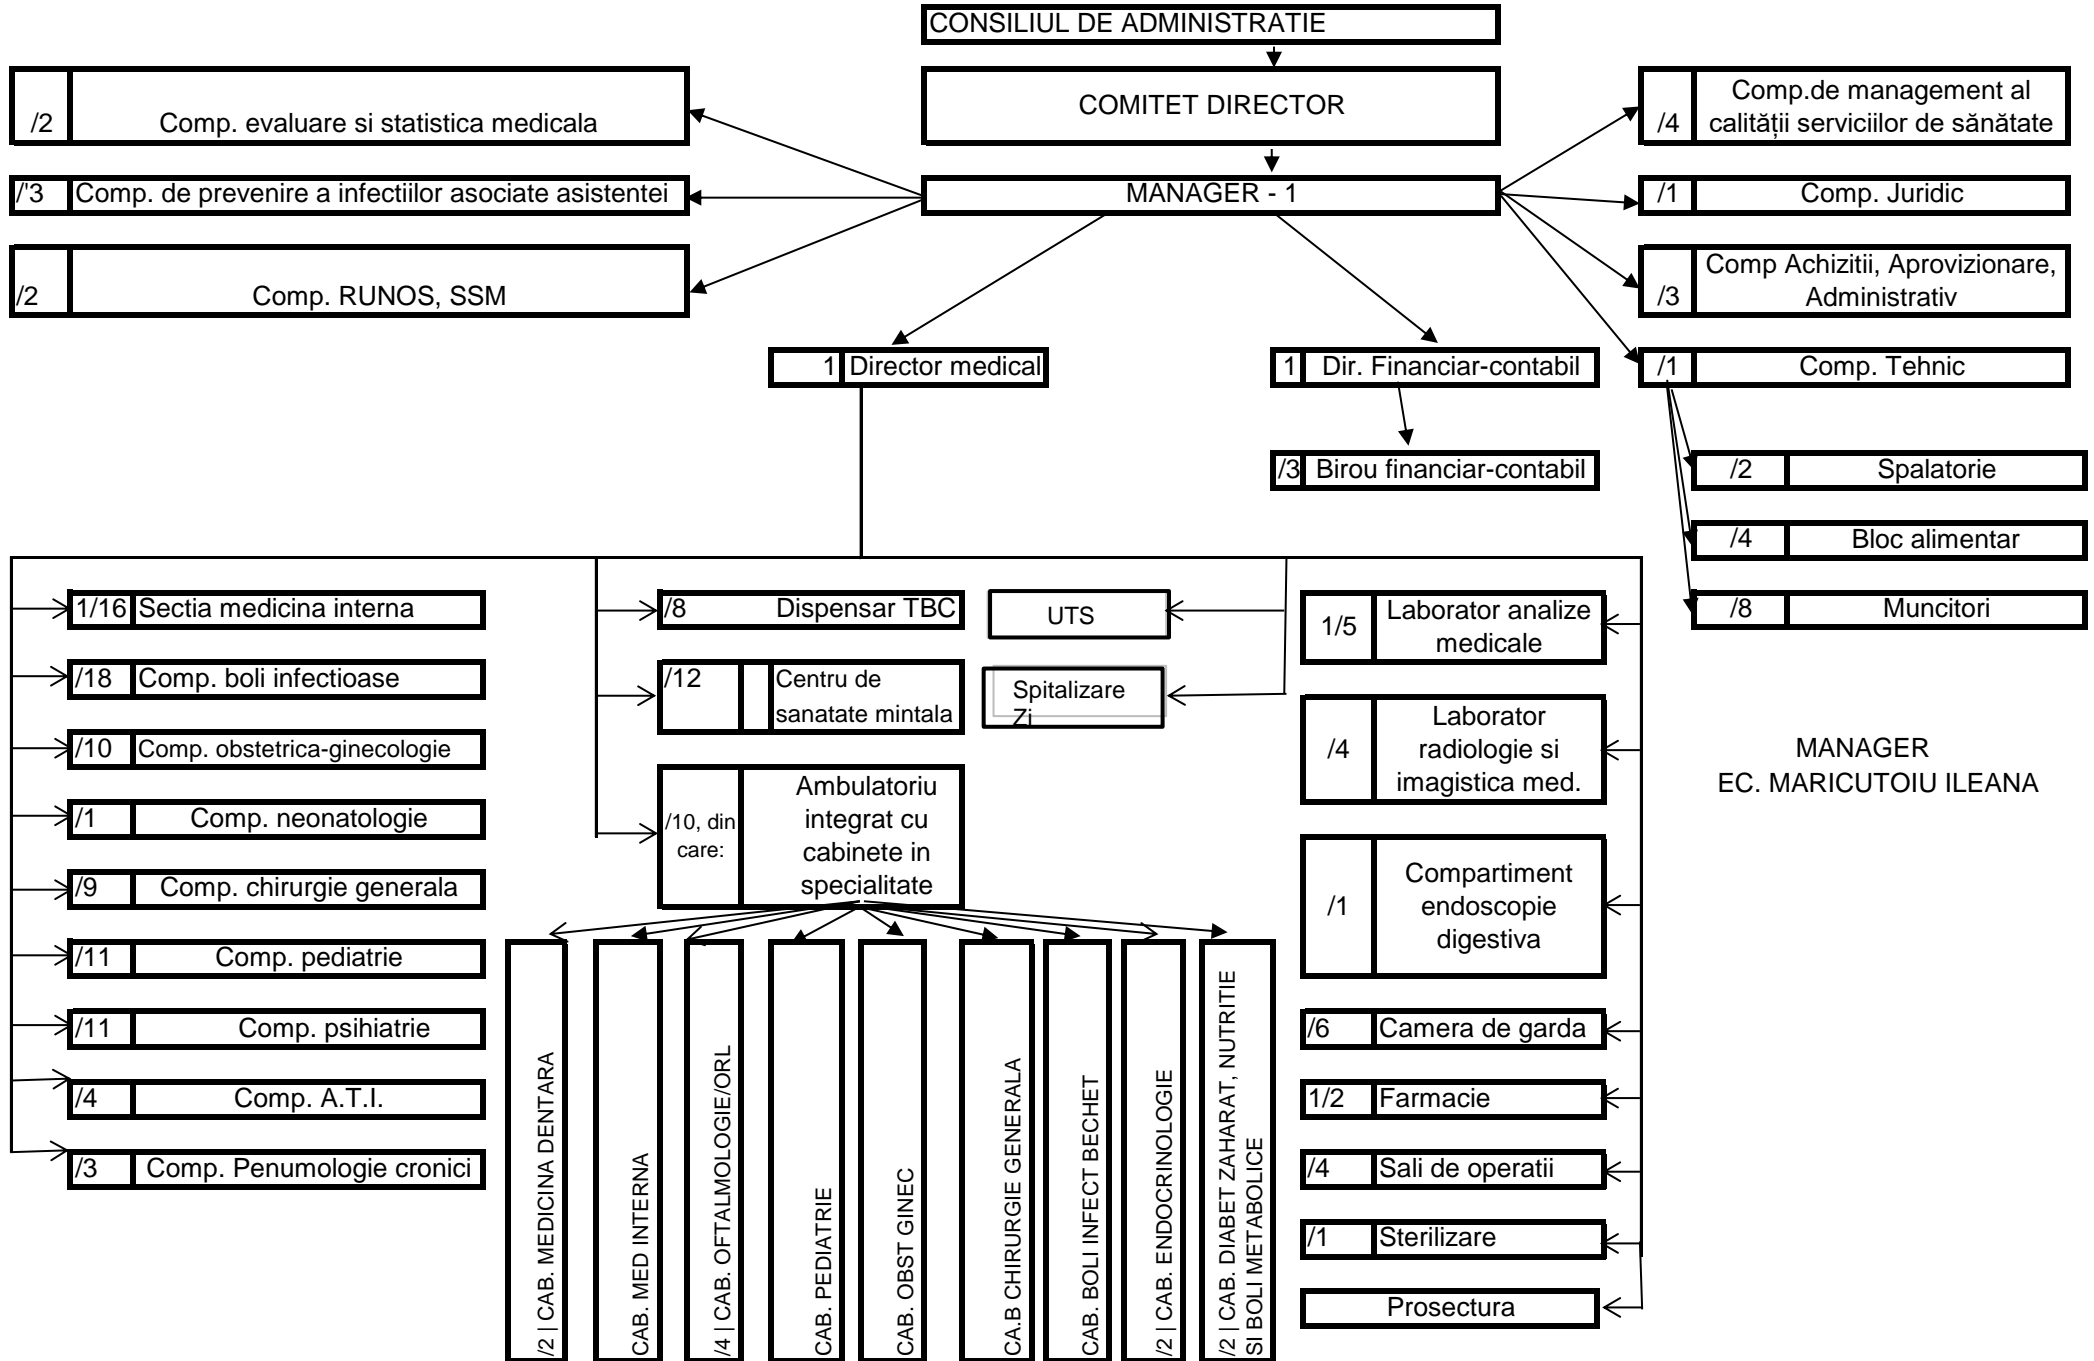 CONSILIUL DE ADMINISTRATIE
COMITET DIRECTOR
MANAGER - 1
/2 Comp. evaluare si statistica medicala
/'3 Comp. de prevenire a infectiilor asociate asistentei
/2 Comp. RUNOS, SSM
Comp.de management al
/4 calității serviciilor de sănătate
/1 Comp. Juridic
Comp Achizitii, Aprovizionare,
/3 Administrativ
/1 Comp. Tehnic
1 Director medical
1 Dir. Financiar-contabil
/3 Birou financiar-contabil
/2 Spalatorie
/4 Bloc alimentar
/8 Muncitori
1/16 Sectia medicina interna
/18 Comp. boli infectioase
/10 Comp. obstetrica-ginecologie
/1 Comp. neonatologie
/9 Comp. chirurgie generala
/11 Comp. pediatrie
/11 Comp. psihiatrie
/4 Comp. A.T.I.
/3 Comp. Penumologie cronici
/8 Dispensar TBC
/12 Centru de
sanatate mintala
/10, din
care:
Ambulatoriu
integrat cu
cabinete in
specialitate
UTS
Spitalizare
Zi
/2 | CAB. MEDICINA DENTARA
CAB. MED INTERNA
/4 | CAB. OFTALMOLOGIE/ORL
CAB. PEDIATRIE
CAB. OBST GINEC
CA.B CHIRURGIE GENERALA
CAB. BOLI INFECT BECHET
/2 | CAB. ENDOCRINOLOGIE
/2 | CAB. DIABET ZAHARAT, NUTRITIE
SI BOLI METABOLICE
1/5 Laborator analize
medicale
Laborator
/4 radiologie si
imagistica med.
Compartiment
/1 endoscopie
digestiva
/6 Camera de garda
1/2 Farmacie
/4 Sali de operatii
/1 Sterilizare
Prosectura
MANAGER
EC. MARICUTOIU ILEANA